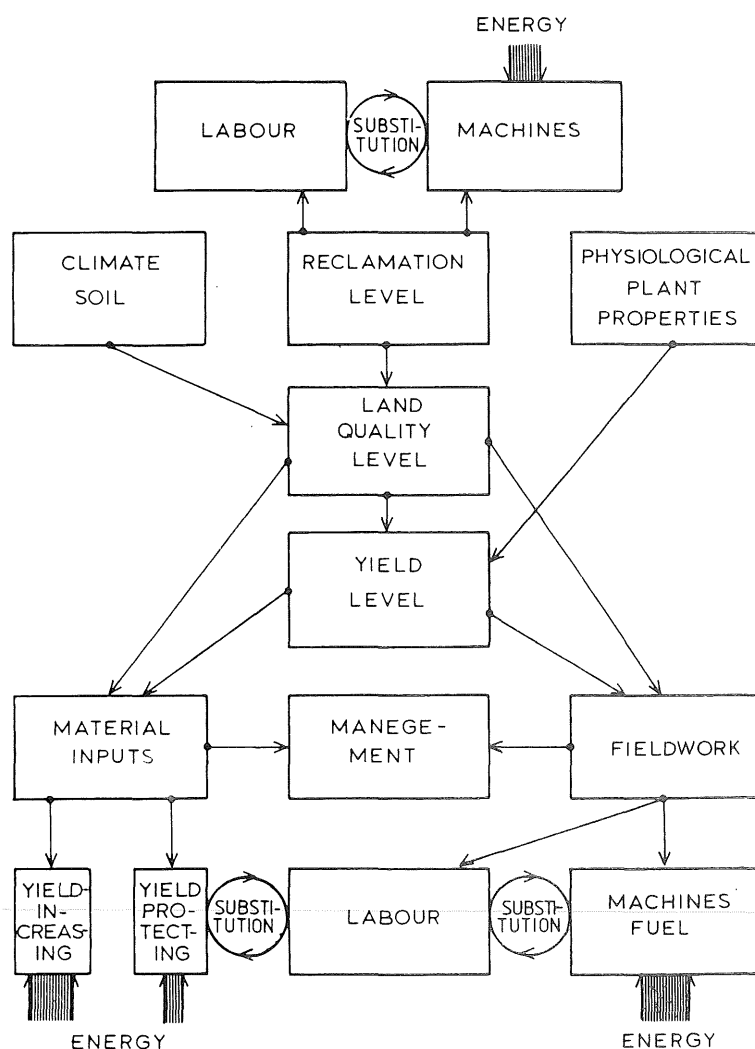 ENERGY
LABOUR
SUBSTI-
TUTION
MACHINES
CLIMATE
SOIL
RECLAMATION
LEVEL
PHYSIOLOGICAL
PLANT
PROPERTIES
LAND
QUALITY
LEVEL
YIELD
LEVEL
MATERIAL
INPUTS
MANEGE-
MENT
FIELDWORK
YIELD-
IN-
CREAS-
ING
YIELD
PRO-
TECT-
ING
SUBSTI-
TUTION
LABOUR
SUBSTI-
TUTION
MACHINES
FUEL
ENERGY
ENERGY